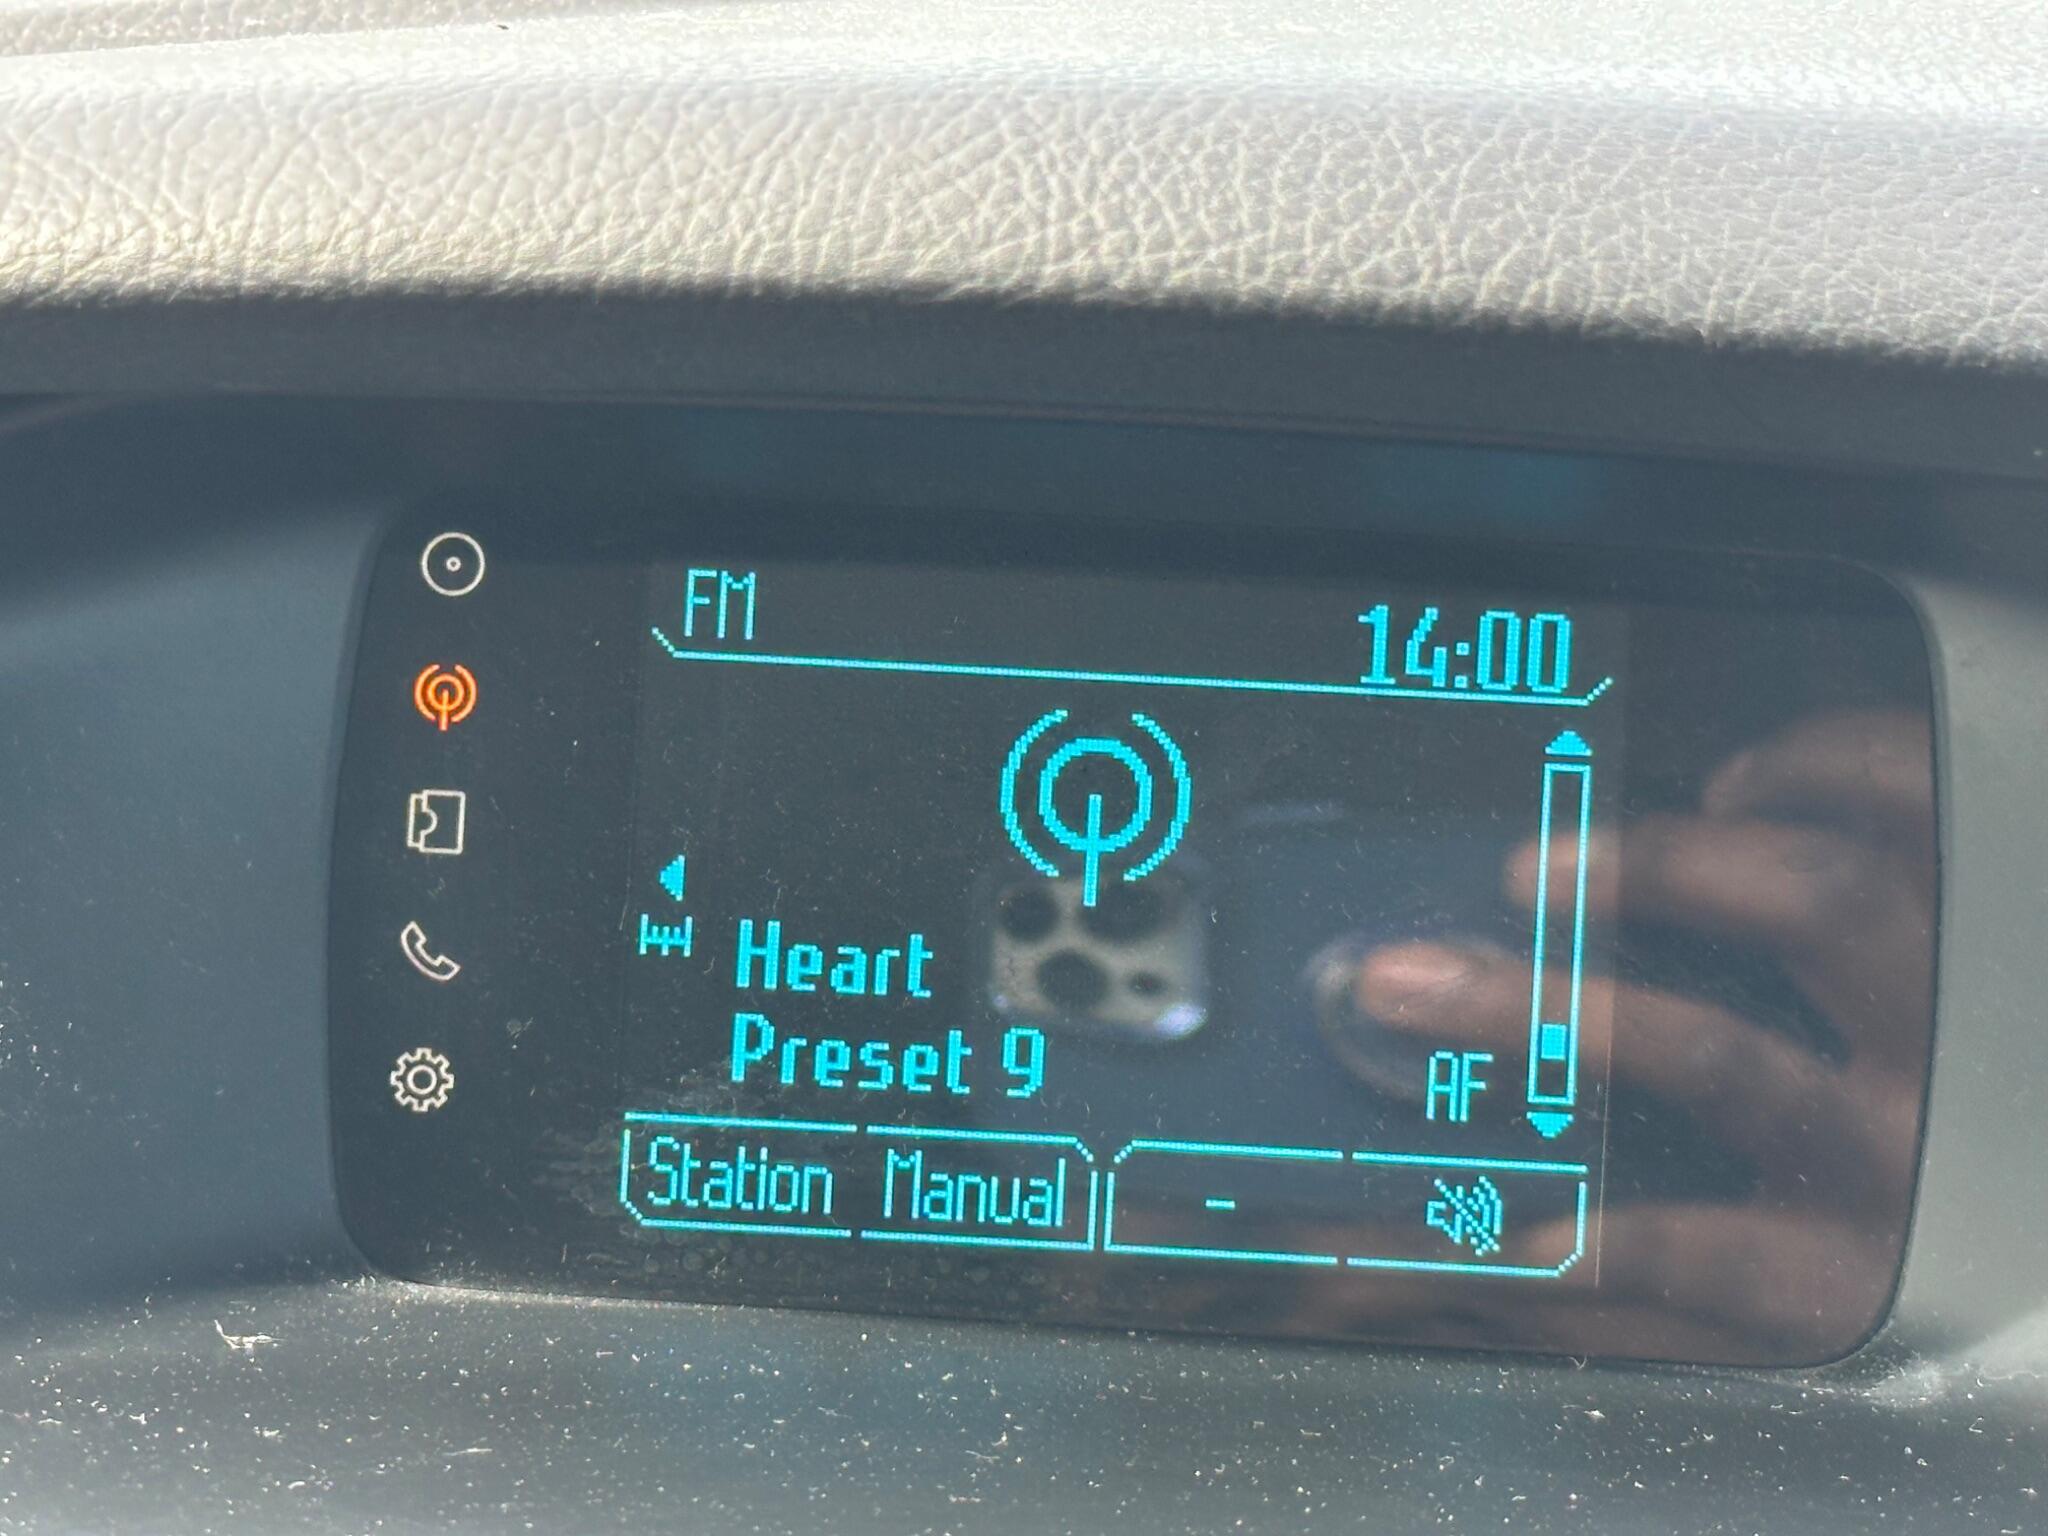 FM
14:00
Heart
Preset 9
AF
Station Manual -